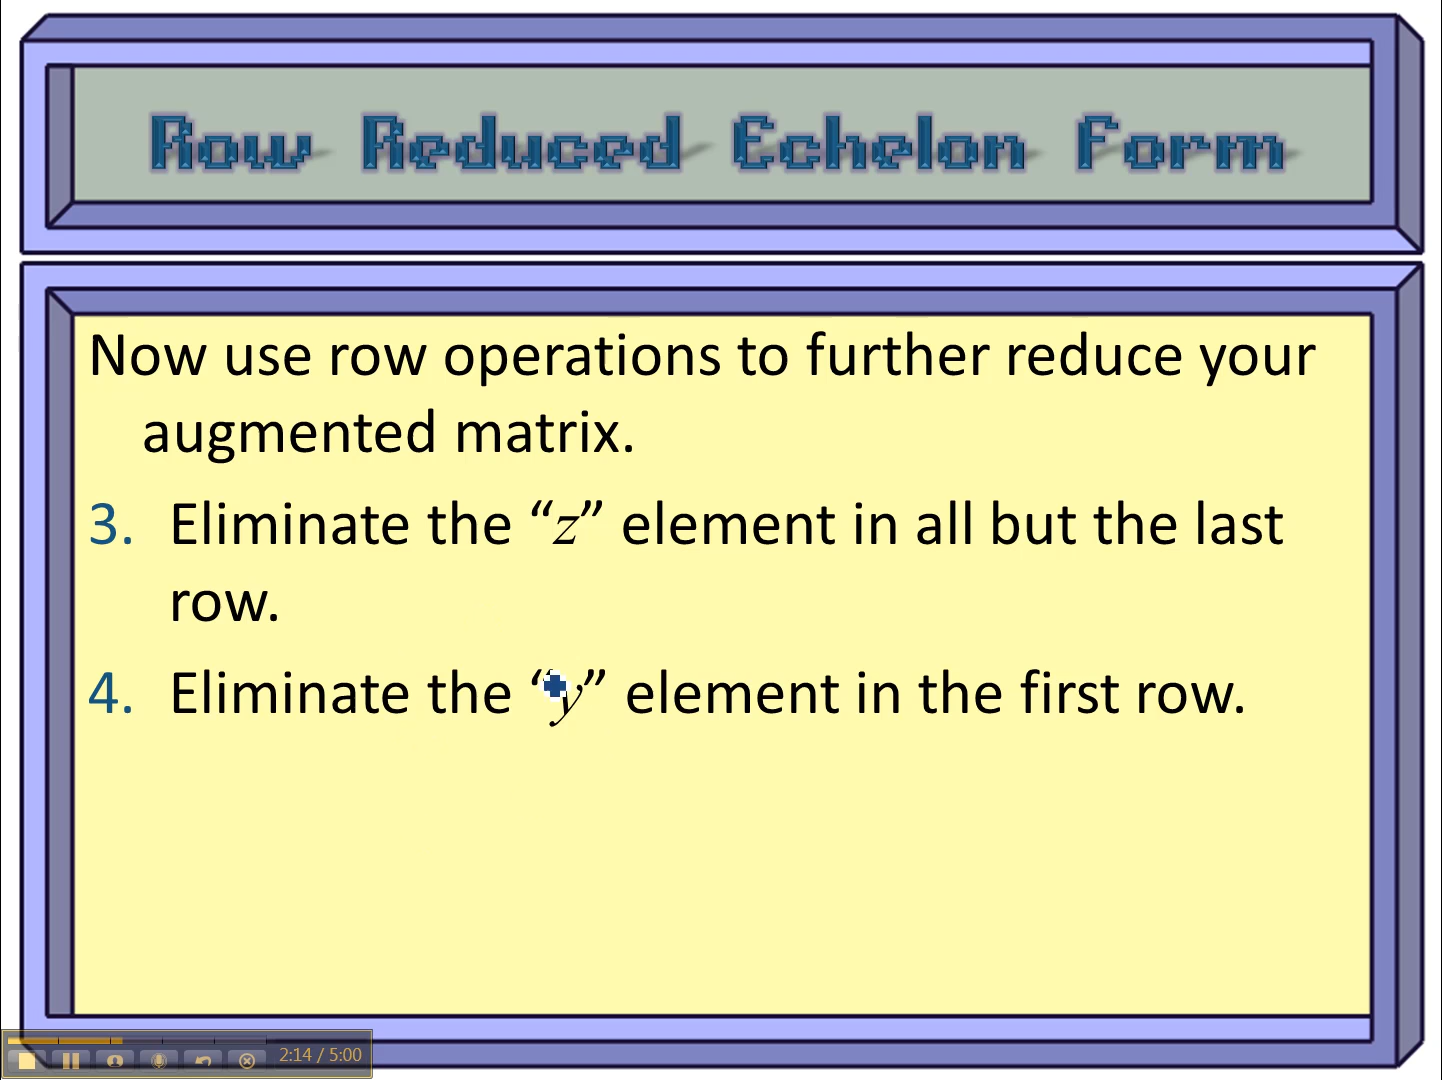 Row Reduced Echelon Form
Now use row operations to further reduce your
augmented matrix.
3. Eliminate the “z” element in all but the last
row.
4. Eliminate the “y” element in the first row.
2:14 / 5:00